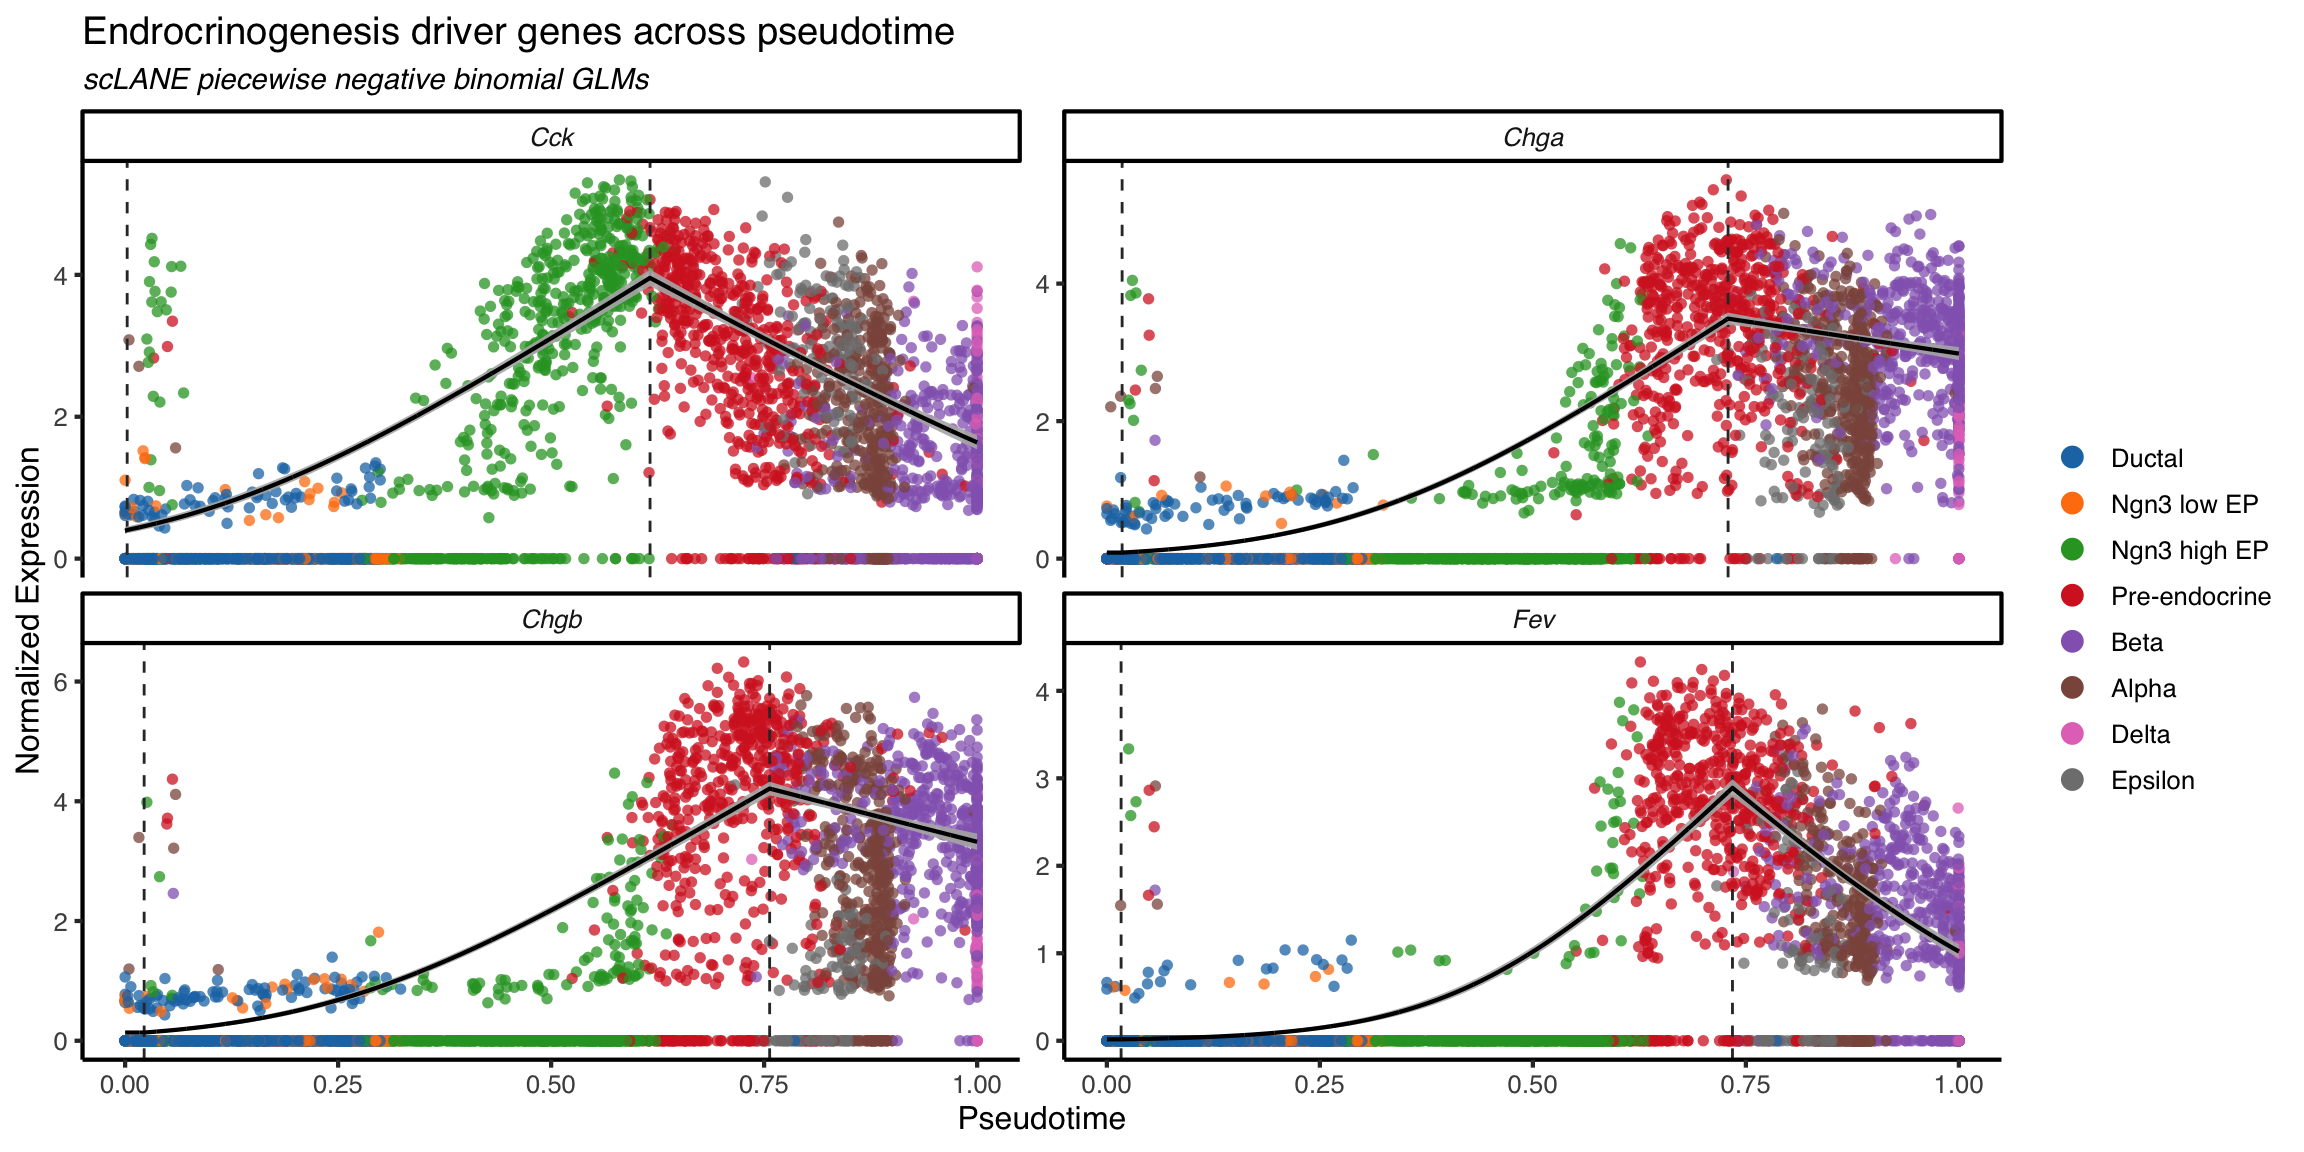 Endrocrinogenesis driver genes across pseudotime
scLANE piecewise negative binomial GLMs
Cck
Chga
4
2
0
4
2
0
Chgb
Fev
6
4
2
0
4
3
2
1
0
0.00 0.25 0.50 0.75 1.00
0.00 0.25 0.50 0.75 1.00
Normalized Expression
Pseudotime
Ductal
Ngn3 low EP
Ngn3 high EP
Pre-endocrine
Beta
Alpha
Delta
Epsilon